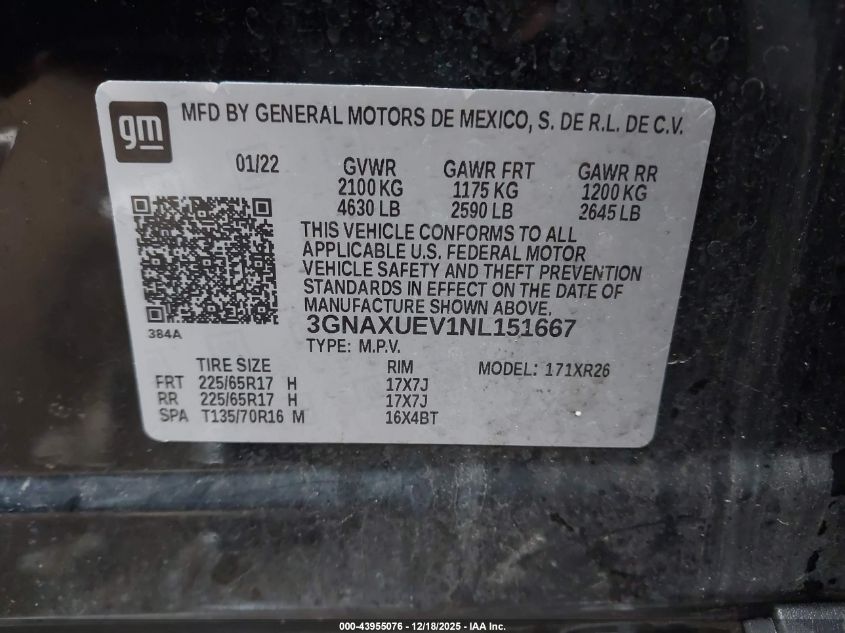 gm
MFD BY GENERAL MOTORS DE MEXICO, S. DE R.L. DE C.V.
01/22 GVWR GAWR FRT GAWR RR
2100 KG 1175 KG 1200 KG
4630 LB 2590 LB 2645 LB
THIS VEHICLE CONFORMS TO ALL
APPLICABLE U.S. FEDERAL MOTOR
VEHICLE SAFETY AND THEFT PREVENTION
STANDARDS IN EFFECT ON THE DATE OF
MANUFACTURE SHOWN ABOVE.
384A 3GNAXUEV1NL151667
TYPE: M.P.V.
TIRE SIZE RIM MODEL: 171XR26
FRT 225/65R17 H 17X7J
RR 225/65R17 H 17X7J
SPA T135/70R16 M 16X4BT
000-43955076 — 12/18/2025 — IAA Inc.